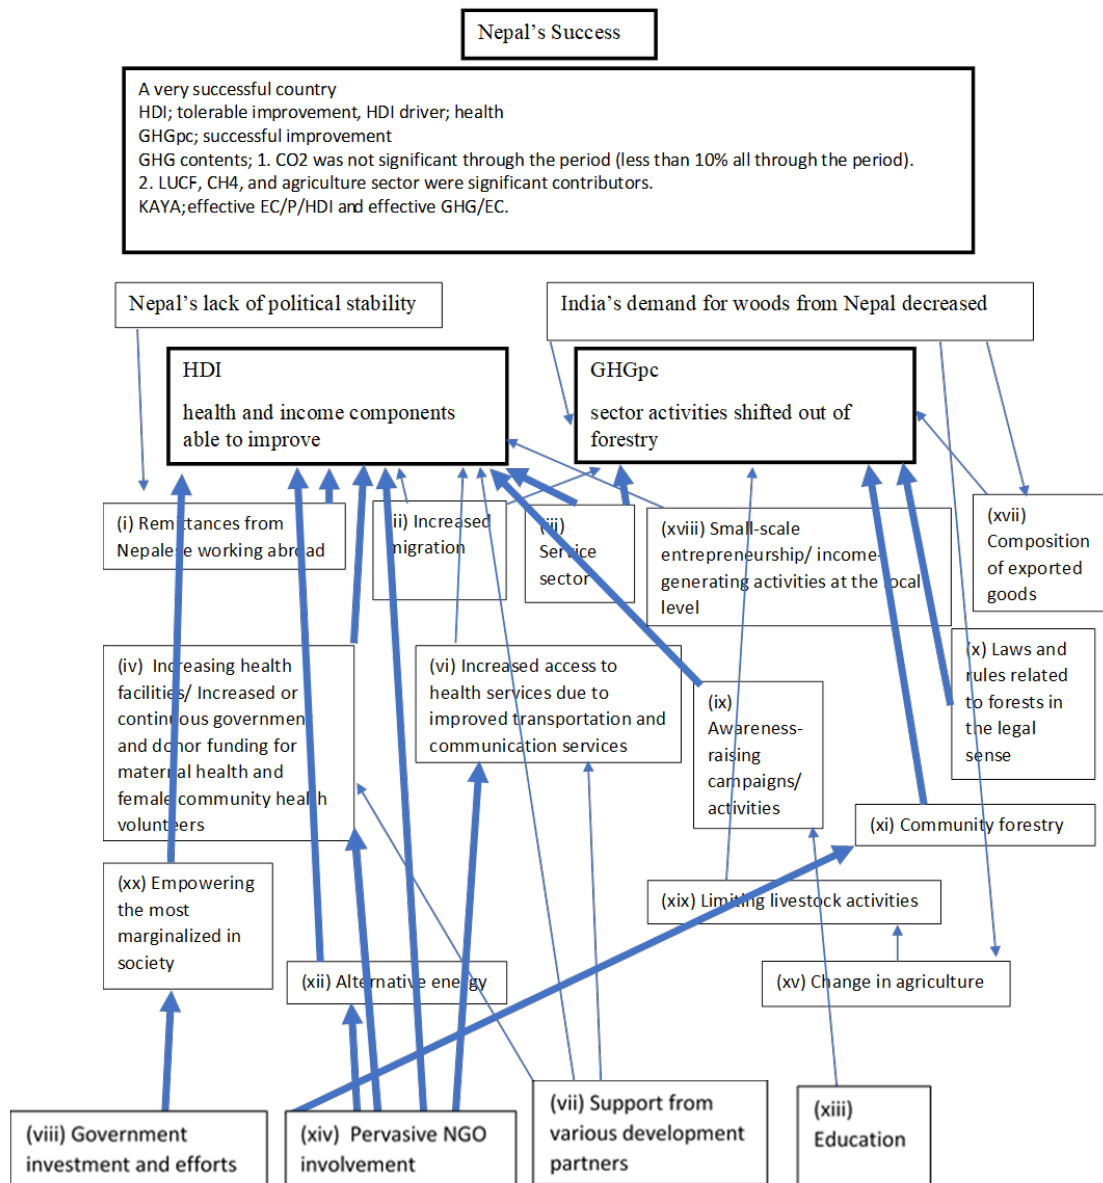 Nepal's Success
A very successful country
HDI; tolerable improvement, HDI driver; health
GHGpc; successful improvement
GHG contents; 1. CO2 was not significant through the period (less than 10% all through the period).
2. LUCF, CH4, and agriculture sector were significant contributors.
KAYA; effective EC/P/HDI and effective GHG/EC.
Nepal's lack of political stability
India's demand for woods from Nepal decreased
HDI
health and income components
able to improve
GHGpc
sector activities shifted out of
forestry
(i) Remittances from
Nepalese working abroad
(ii) Increased
migration
(iii)
Service
sector
(xviii) Small-scale
entrepreneurship/ income-
generating activities at the local
level
(xvii)
Composition
of exported
goods
(iv) Increasing health
facilities/ Increased or
continuous government
and donor funding for
maternal health and
female community health
volunteers
(vi) Increased access to
health services due to
improved transportation and
communication services
(ix)
Awareness-
raising
campaigns/
activities
(x) Laws and
rules related
to forests in
the legal
sense
(xi) Community forestry
(xx) Empowering
the most
marginalized in
society
(xix) Limiting livestock activities
(xii) Alternative energy
(xv) Change in agriculture
(viii) Government
investment and efforts
(xiv) Pervasive NGO
involvement
(vii) Support from
various development
partners
(xiii)
Education